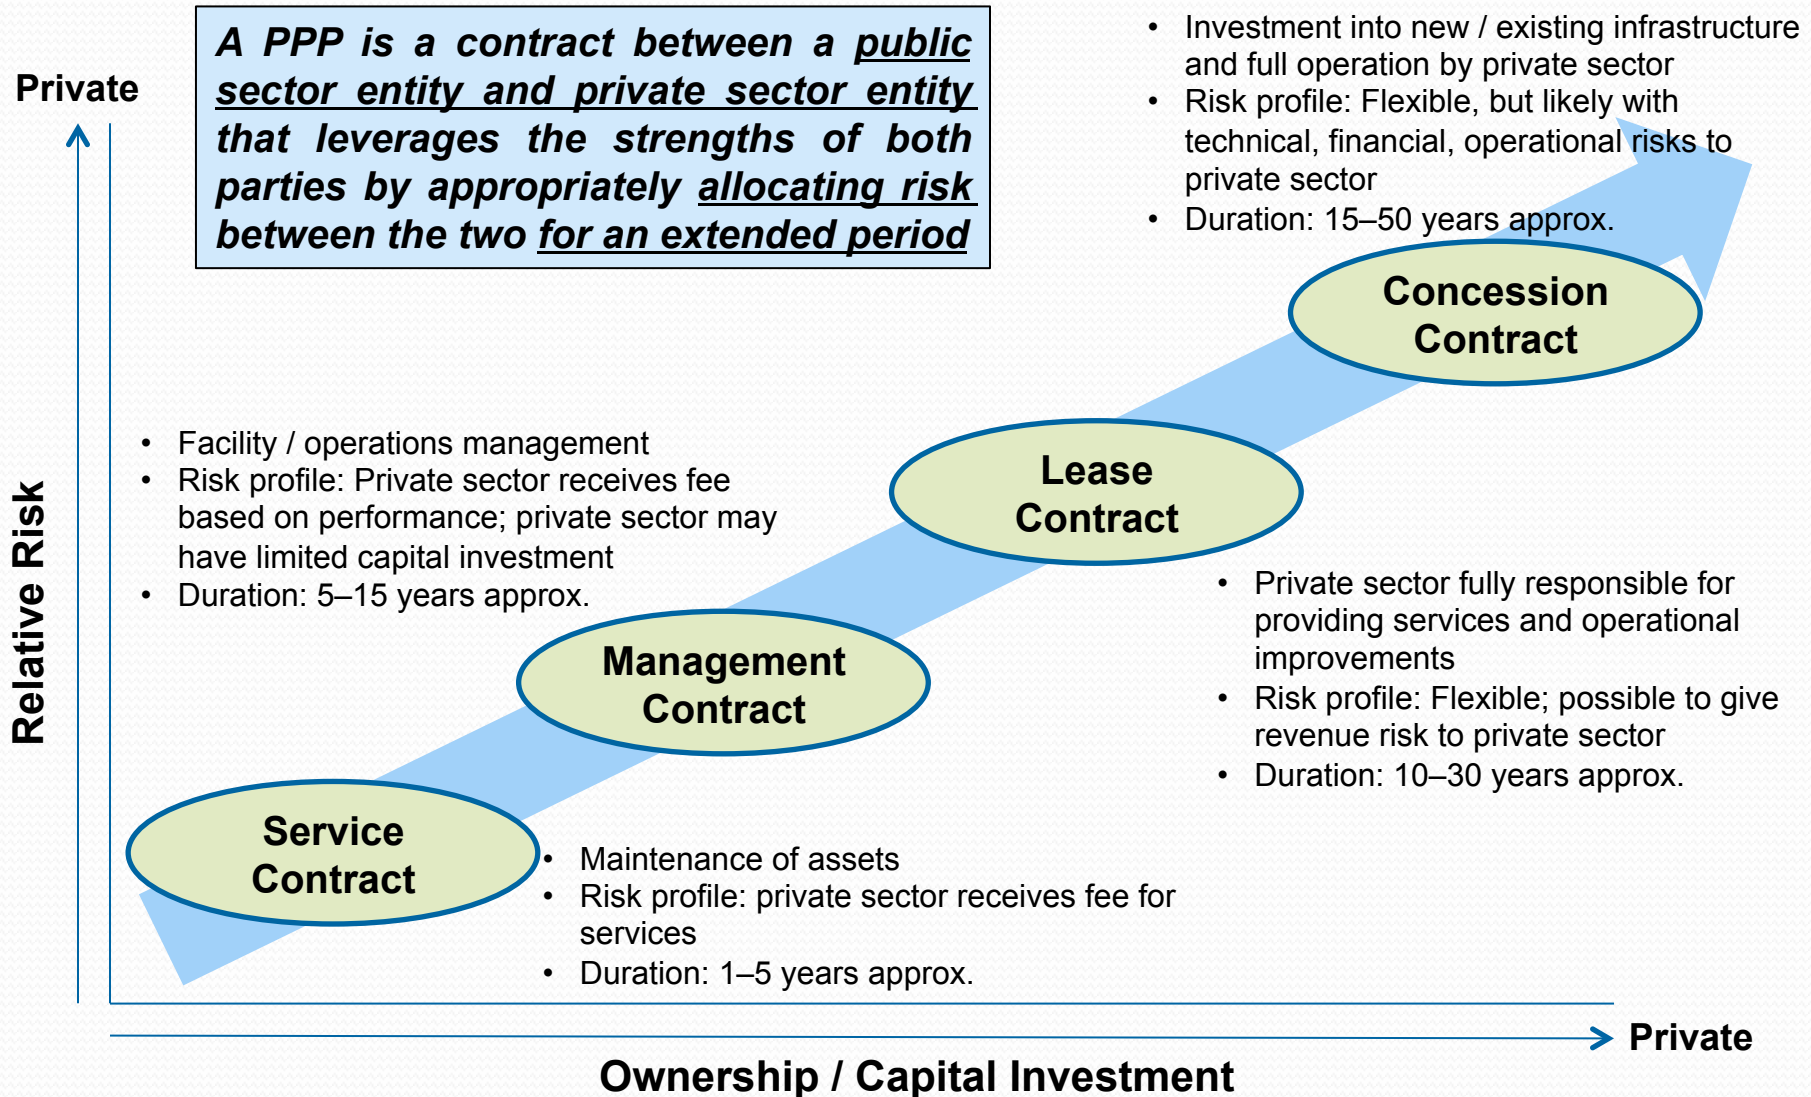 A PPP is a contract between a public
sector entity and private sector entity
that leverages the strengths of both
parties by appropriately allocating risk
between the two for an extended period
• Investment into new / existing infrastructure
and full operation by private sector
• Risk profile: Flexible, but likely with
technical, financial, operational risks to
private sector
• Duration: 15–50 years approx.
Private
Concession
Contract
• Facility / operations management
• Risk profile: Private sector receives fee
based on performance; private sector may
have limited capital investment
• Duration: 5–15 years approx.
Lease
Contract
Relative Risk
Management
Contract
• Private sector fully responsible for
providing services and operational
improvements
• Risk profile: Flexible; possible to give
revenue risk to private sector
• Duration: 10–30 years approx.
Service
Contract
• Maintenance of assets
• Risk profile: private sector receives fee for
services
• Duration: 1–5 years approx.
Private
Ownership / Capital Investment